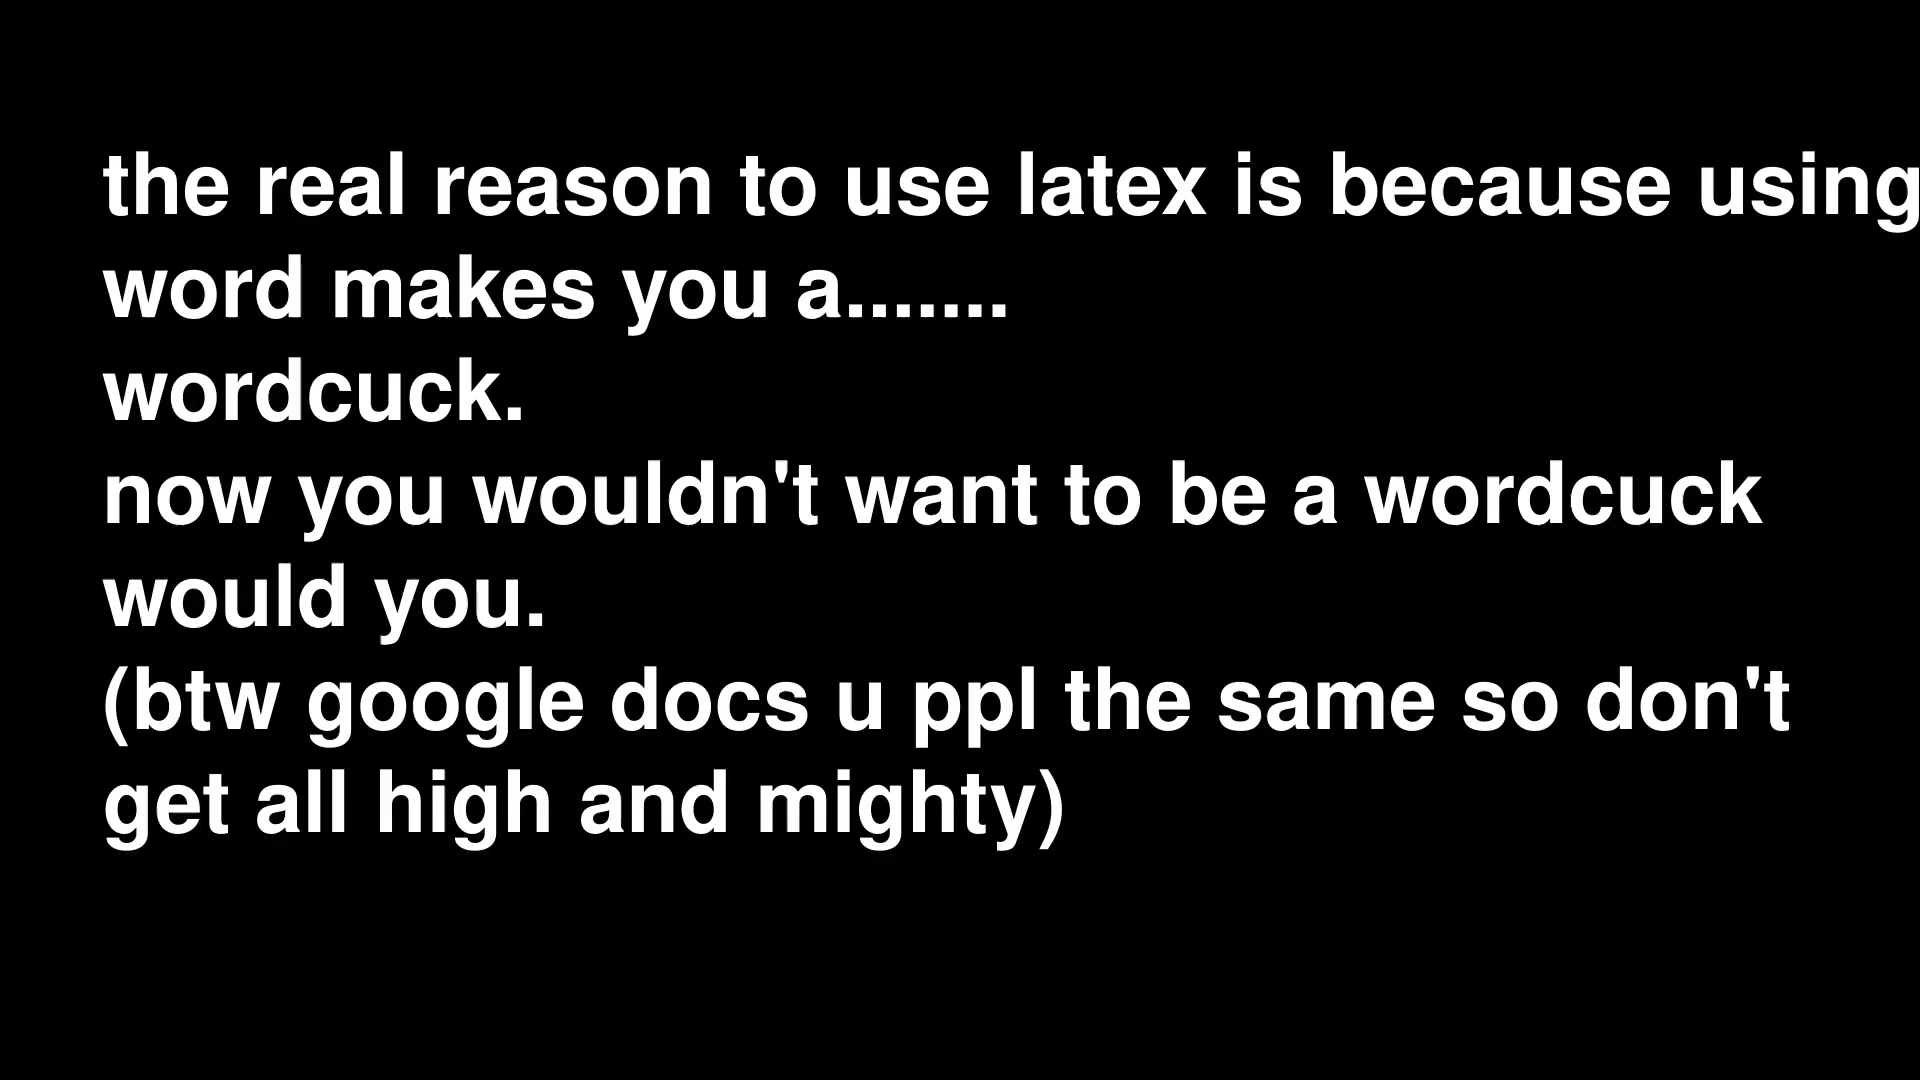 the real reason to use latex is because using
word makes you a.......
wordcuck.
now you wouldn't want to be a wordcuck
would you.
(btw google docs u ppl the same so don't
get all high and mighty)